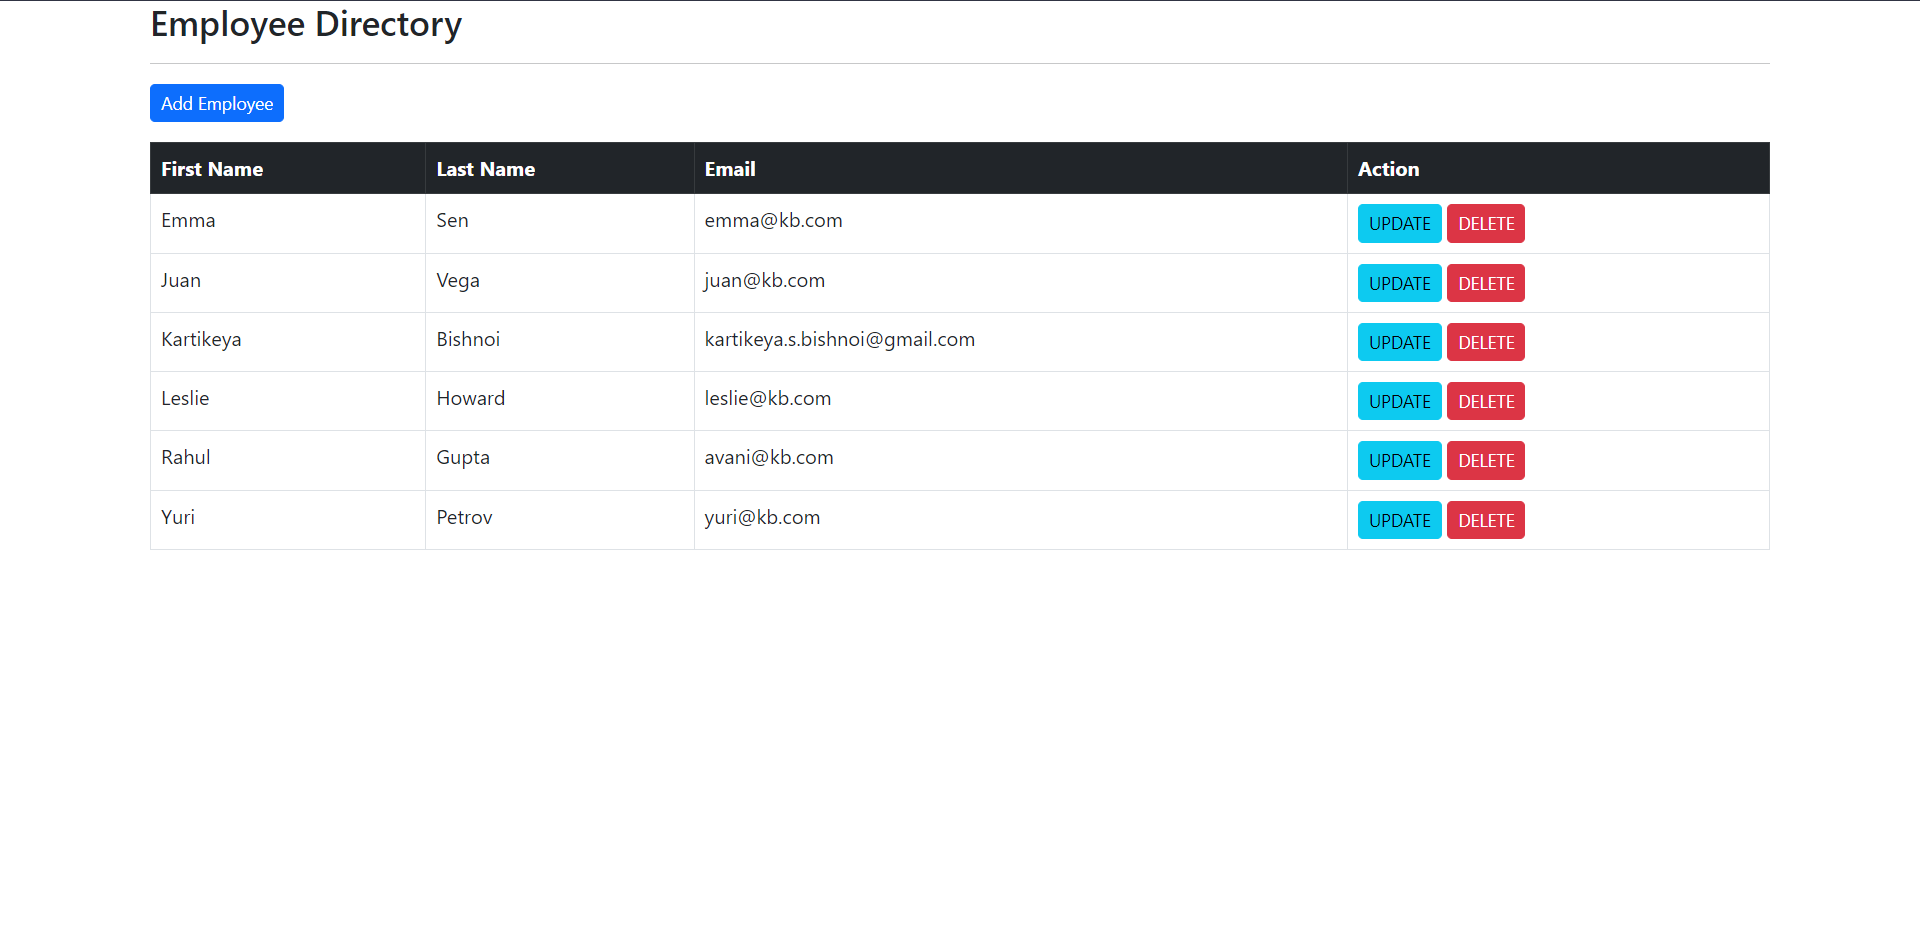 Employee Directory
Add Employee
First Name Last Name Email Action
Emma Sen emma@kb.com UPDATE DELETE
Juan Vega juan@kb.com UPDATE DELETE
Kartikeya Bishnoi kartikeya.s.bishnoi@gmail.com UPDATE DELETE
Leslie Howard leslie@kb.com UPDATE DELETE
Rahul Gupta avani@kb.com UPDATE DELETE
Yuri Petrov yuri@kb.com UPDATE DELETE